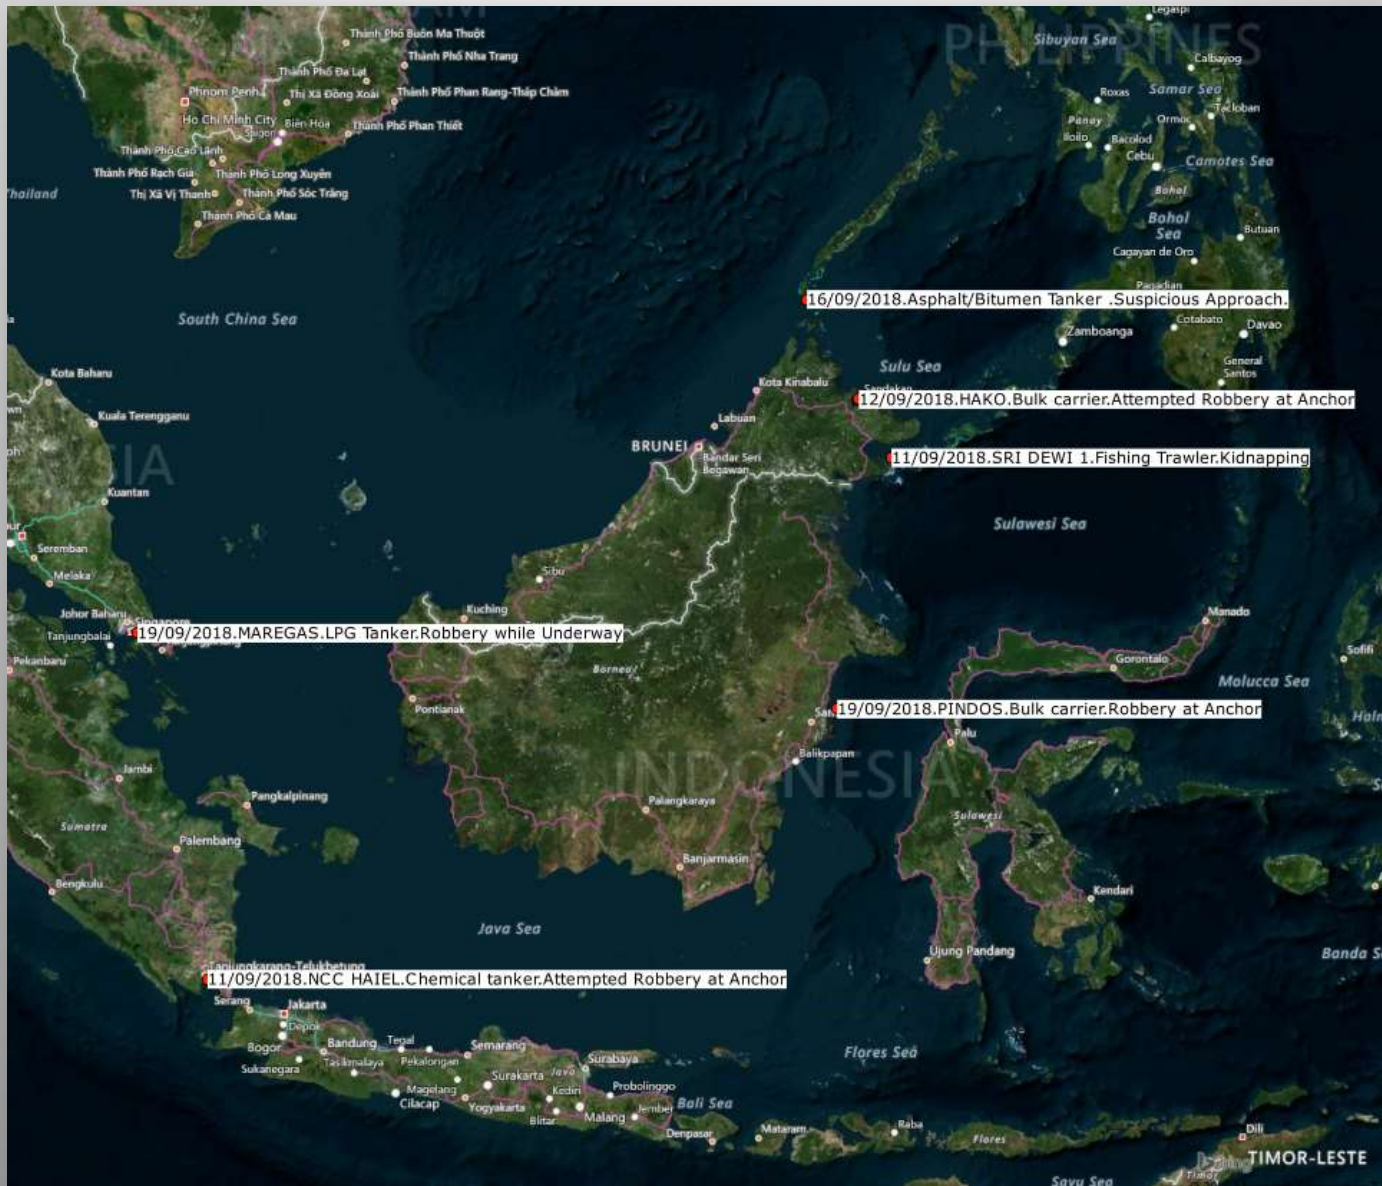 Legaspi
Sibuyan Sea
PHILIPPINES
Calbayog
Samar Sea
Roxas
Tacloban
Panay
Ormoc
Iloilo
Bacolod
Cebu
Camotes Sea
Bohol
Bohol
Sea
Butuan
Cagayan de Oro
Pagadian
Thành Phố Buôn Ma Thuột
Thành Phố Nha Trang
Thành Phố Đa Lạt
Phnom Penh
Thị Xã Đồng Xoài
Thành Phố Phan Rang-Tháp Chàm
Ho Chi Minh City
Biên Hòa
Saigon
Thành Phố Phan Thiết
Thành Phố Cao Lãnh
Thành Phố Rạch Giá
Thành Phố Long Xuyên
Thị Xã Vị Thanh
Thành Phố Sóc Trăng
Thành Phố Cà Mau
Thailand
South China Sea
16/09/2018.Asphalt/Bitumen Tanker .Suspicious Approach.
Cotabato
Davao
Zamboanga
General
Santos
Sulu Sea
Kota Baharu
Kota Kinabalu
Sandakan
12/09/2018.HAKO.Bulk carrier.Attempted Robbery at Anchor
Kuala Terengganu
Labuan
BRUNEI
Bandar Seri
Begawan
11/09/2018.SRI DEWI 1.Fishing Trawler.Kidnapping
SIA
Kuantan
Sulawesi Sea
Seremban
Melaka
Sibu
Kuching
Johor Baharu
Singapore
Tanjungbalai
19/09/2018.MAREGAS.LPG Tanker.Robbery while Underway
Manado
Pekanbaru
Borneo
Gorontalo
Sofifi
Molucca Sea
Pontianak
19/09/2018.PINDOS.Bulk carrier.Robbery at Anchor
Palu
Balikpapan
INDONESIA
Jambi
Pangkalpinang
Palangkaraya
Sumatra
Palembang
Sulawesi
Banjarmasin
Bengkulu
Kendari
Java Sea
Ujung Pandang
Banda S
Tanjungkarang-Telukbetung
11/09/2018.NCC HAIEL.Chemical tanker.Attempted Robbery at Anchor
Serang
Jakarta
Depok
Bogor
Bandung
Tegal
Semarang
Sukanegara
Tasikmalaya
Pekalongan
Java
Surabaya
Flores Sea
Magelang
Surakarta
Kediri
Probolinggo
Cilacap
Yogyakarta
Blitar
Malang
Jember
Bali Sea
Denpasar
Mataram
Raba
Flores
Dili
TIMOR-LESTE
Timor
Savu Sea